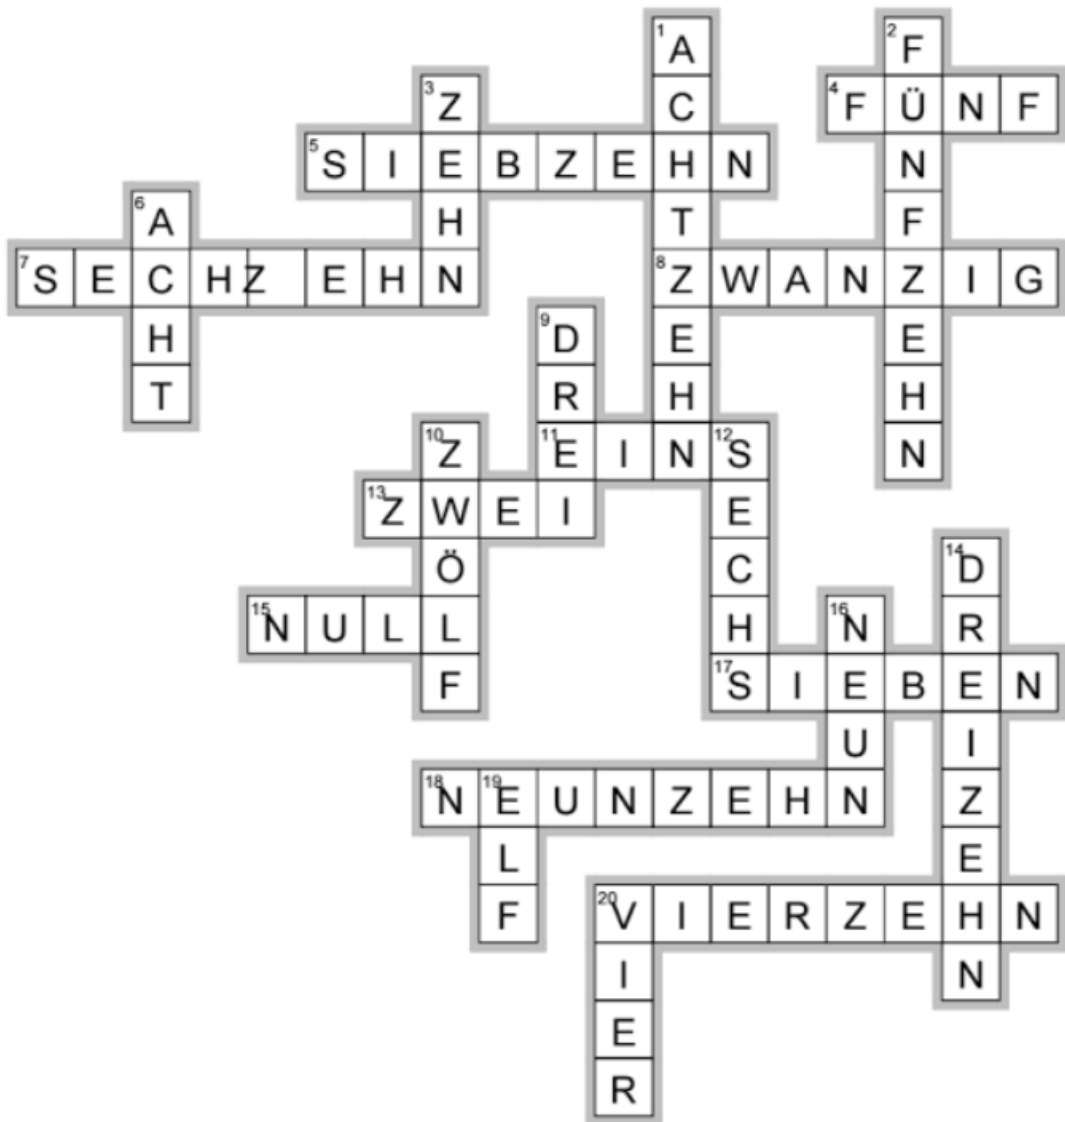 1 A 2 F
3 Z C 4 F Ü N F
5 S I E B Z E H N N
6 A H T F
7 S E C H Z E H N 8 Z W A N Z I G
H 9 D E E
T R H H
10 Z 11 E I N 12 S N
13 Z W E I E
Ö C 14 D
15 N U L L H 16 N R
F 17 S I E B E N
U I
18 N 19 E U N Z E H N Z
L E
F 20 V I E R Z E H N
I N
E
R